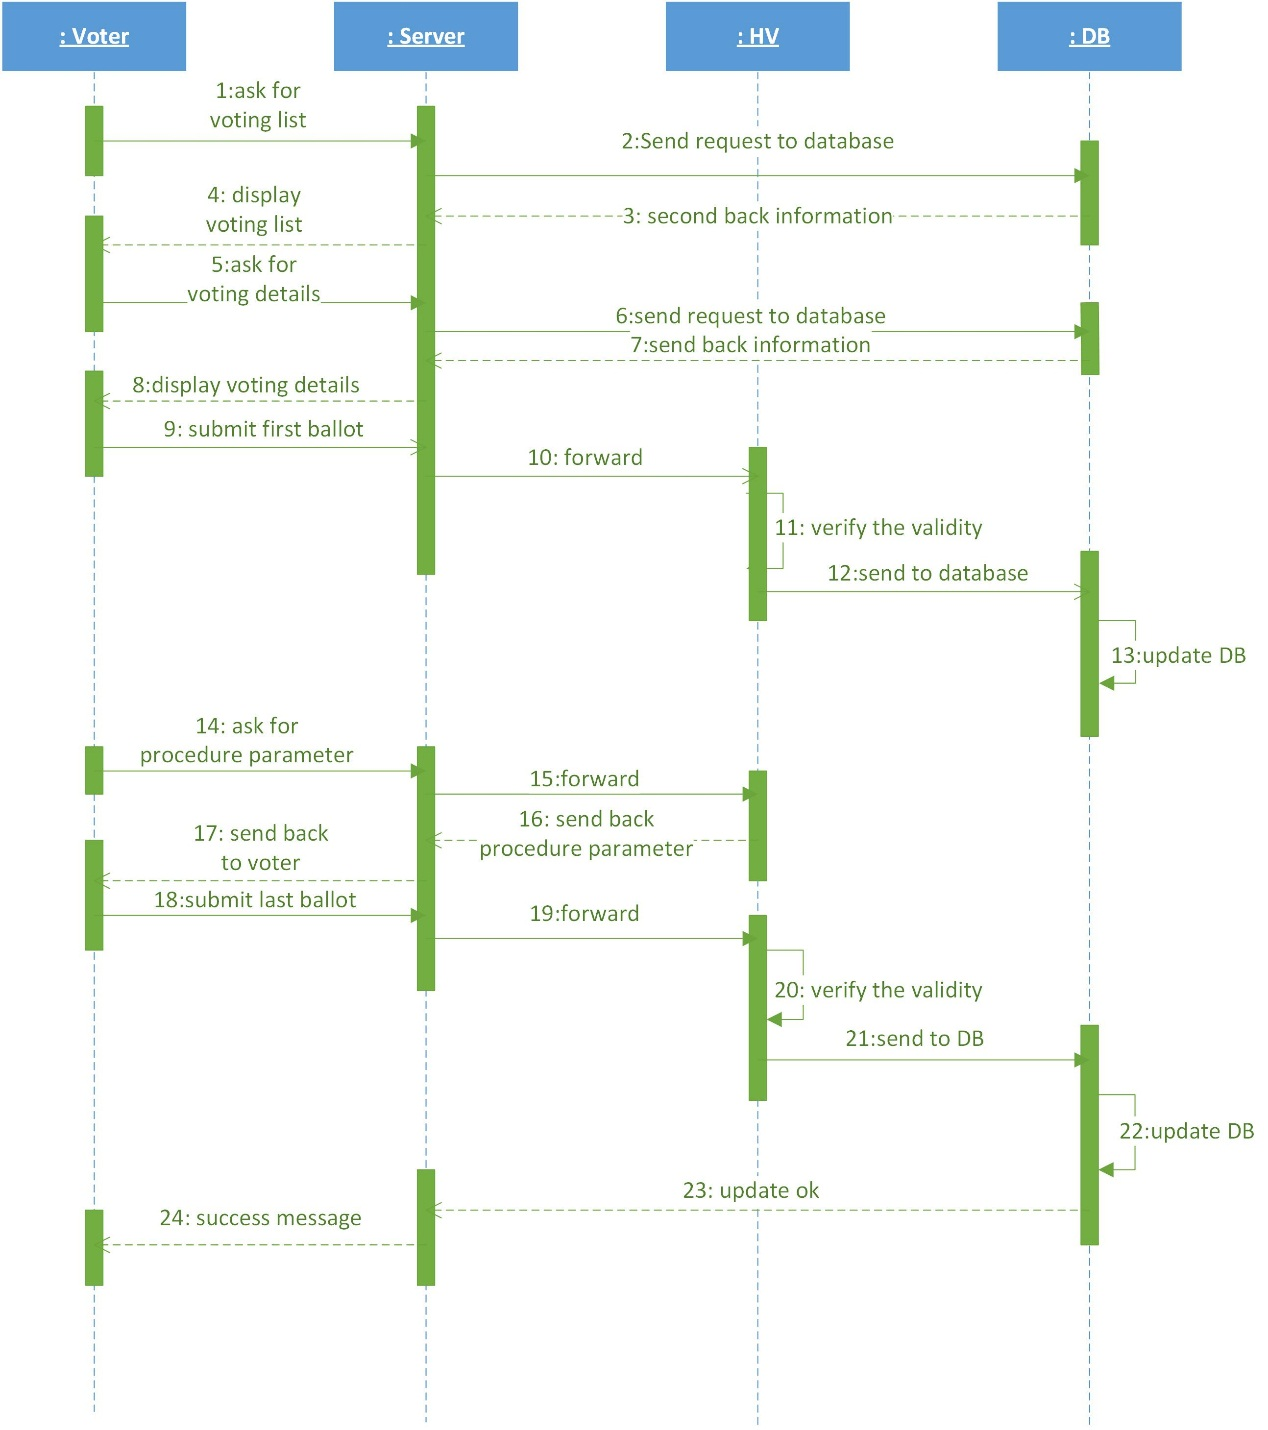 : Voter
: Server
: HV
: DB
1:ask for
voting list
2:Send request to database
4: display
voting list
3: second back information
5:ask for
voting details
6:send request to database
7:send back information
8:display voting details
9: submit first ballot
10: forward
11: verify the validity
12:send to database
13:update DB
14: ask for
procedure parameter
15:forward
16: send back
procedure parameter
17: send back
to voter
18:submit last ballot
19:forward
20: verify the validity
21:send to DB
22:update DB
23: update ok
24: success message